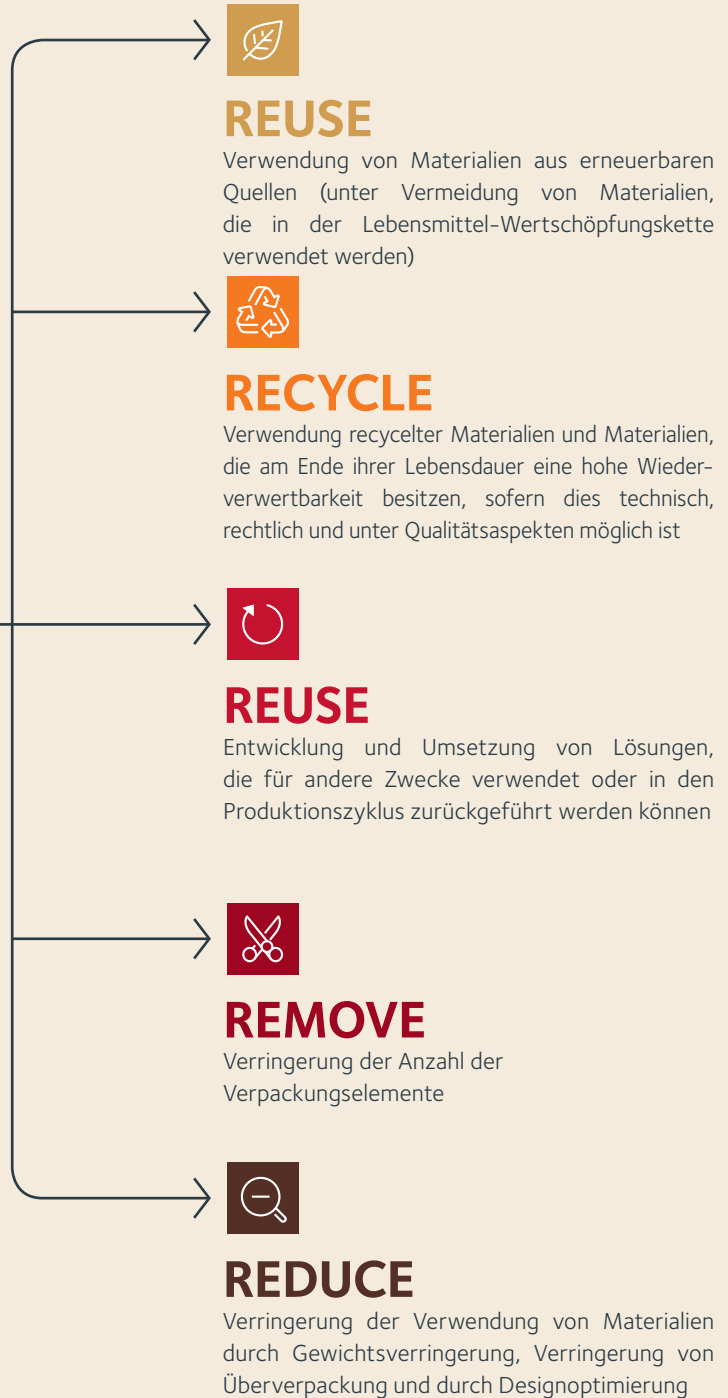 REUSE
Verwendung von Materialien aus erneuerbaren
Quellen (unter Vermeidung von Materialien,
die in der Lebensmittel-Wertschöpfungskette
verwendet werden)
RECYCLE
Verwendung recycelter Materialien und Materialien,
die am Ende ihrer Lebensdauer eine hohe Wieder-
verwertbarkeit besitzen, sofern dies technisch,
rechtlich und unter Qualitätsaspekten möglich ist
REUSE
Entwicklung und Umsetzung von Lösungen,
die für andere Zwecke verwendet oder in den
Produktionszyklus zurückgeführt werden können
REMOVE
Verringerung der Anzahl der
Verpackungselemente
REDUCE
Verringerung der Verwendung von Materialien
durch Gewichtsverringerung, Verringerung von
Überverpackung und durch Designoptimierung